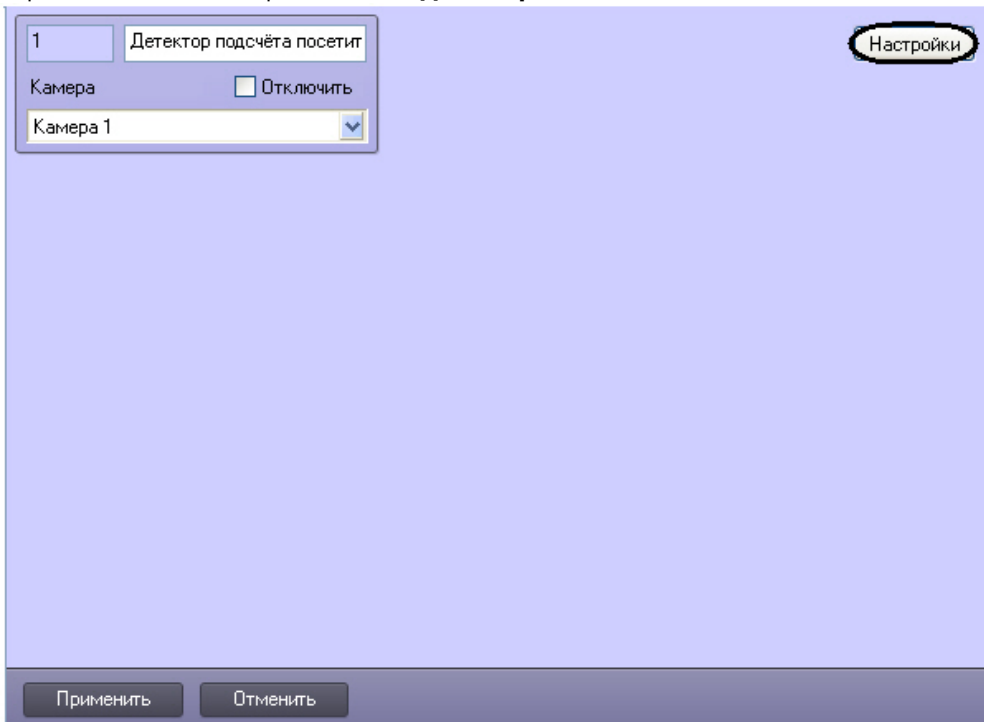 1
Детектор подсчёта посетит
Настройки
Камера
Отключить
Камера 1
Применить
Отменить